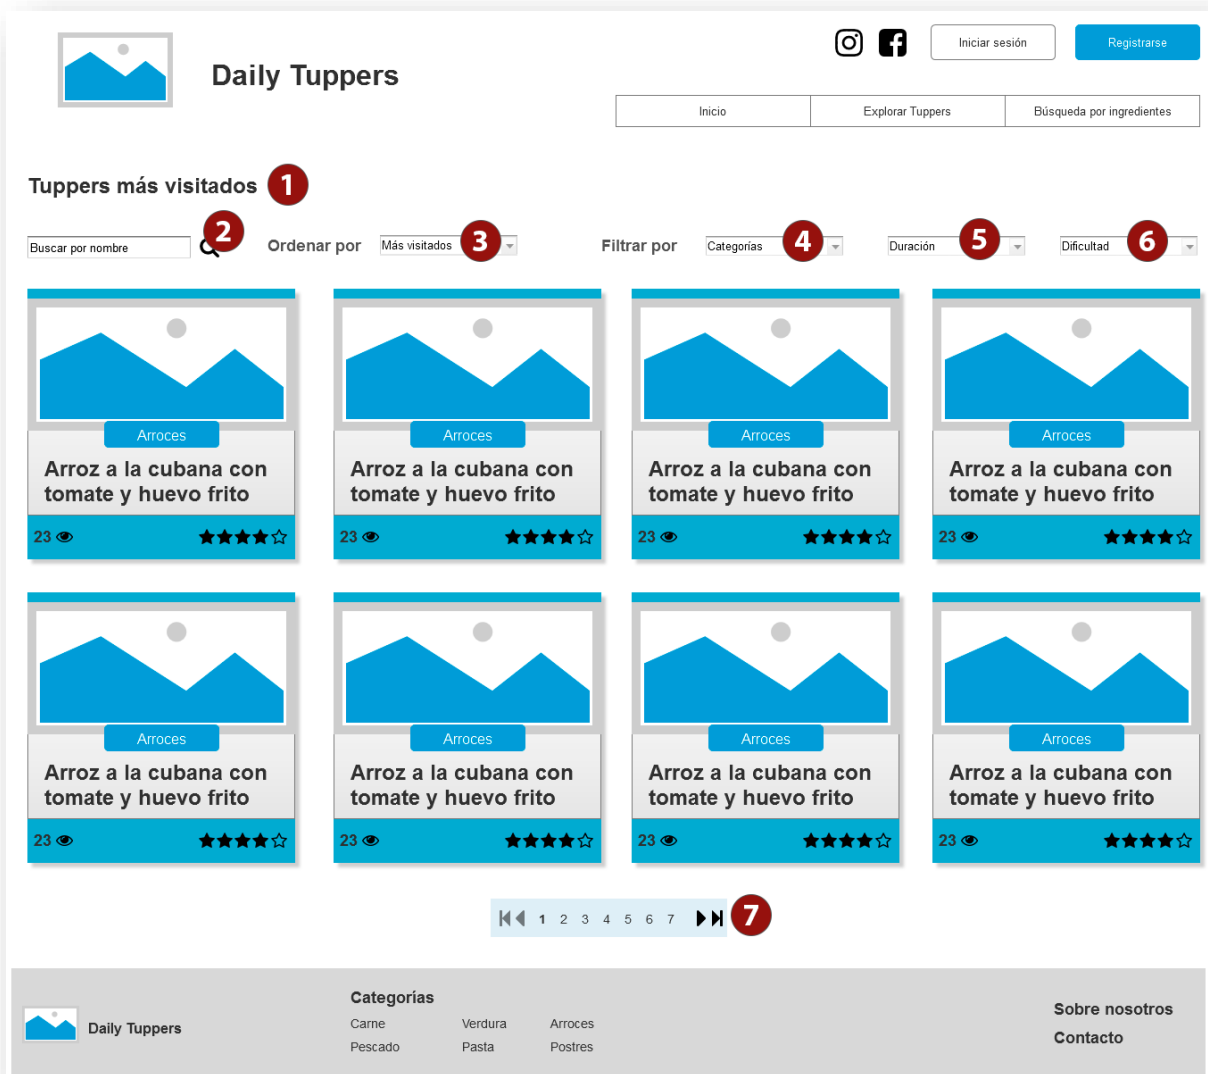 Daily Tuppers
Iniciar sesión
Registrarse
Inicio
Explorar Tuppers
Búsqueda por ingredientes
Tuppers más visitados 1
Buscar por nombre 2
Ordenar por
Más visitados 3
Filtrar por
Categorías 4
Duración 5
Dificultad 6
Arroces
Arroz a la cubana con
tomate y huevo frito
23
Arroces
Arroz a la cubana con
tomate y huevo frito
23
Arroces
Arroz a la cubana con
tomate y huevo frito
23
Arroces
Arroz a la cubana con
tomate y huevo frito
23
Arroces
Arroz a la cubana con
tomate y huevo frito
23
Arroces
Arroz a la cubana con
tomate y huevo frito
23
Arroces
Arroz a la cubana con
tomate y huevo frito
23
Arroces
Arroz a la cubana con
tomate y huevo frito
23
1 2 3 4 5 6 7
7
Daily Tuppers
Categorías
Carne Verdura Arroces
Pescado Pasta Postres
Sobre nosotros
Contacto